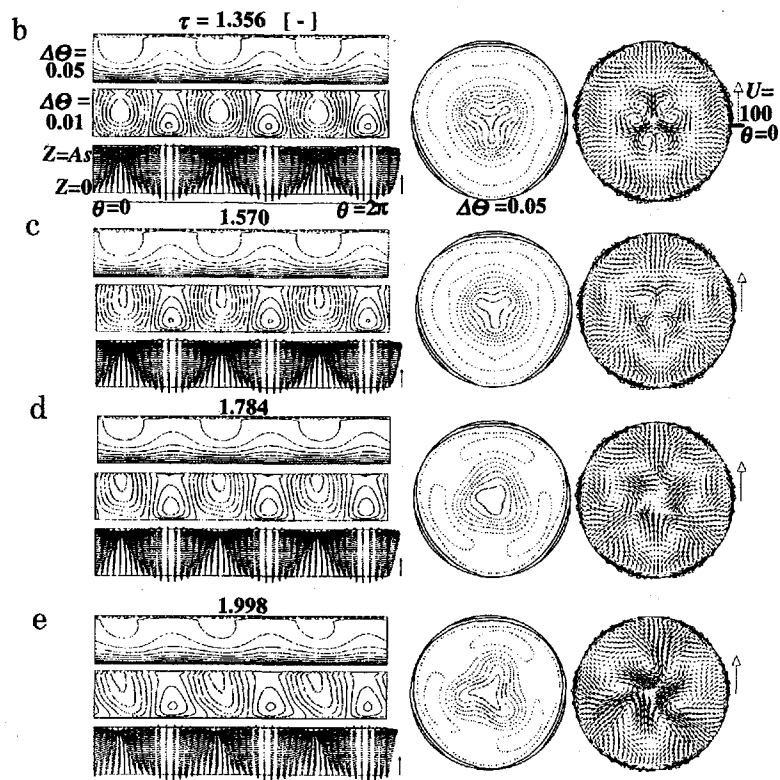 b
τ = 1.356 [ - ]
ΔΘ=
0.05
ΔΘ=
0.01
Z=As
Z=0
θ=0
θ=2π
ΔΘ=0.05
U=
100
θ=0
c
1.570
d
1.784
e
1.998